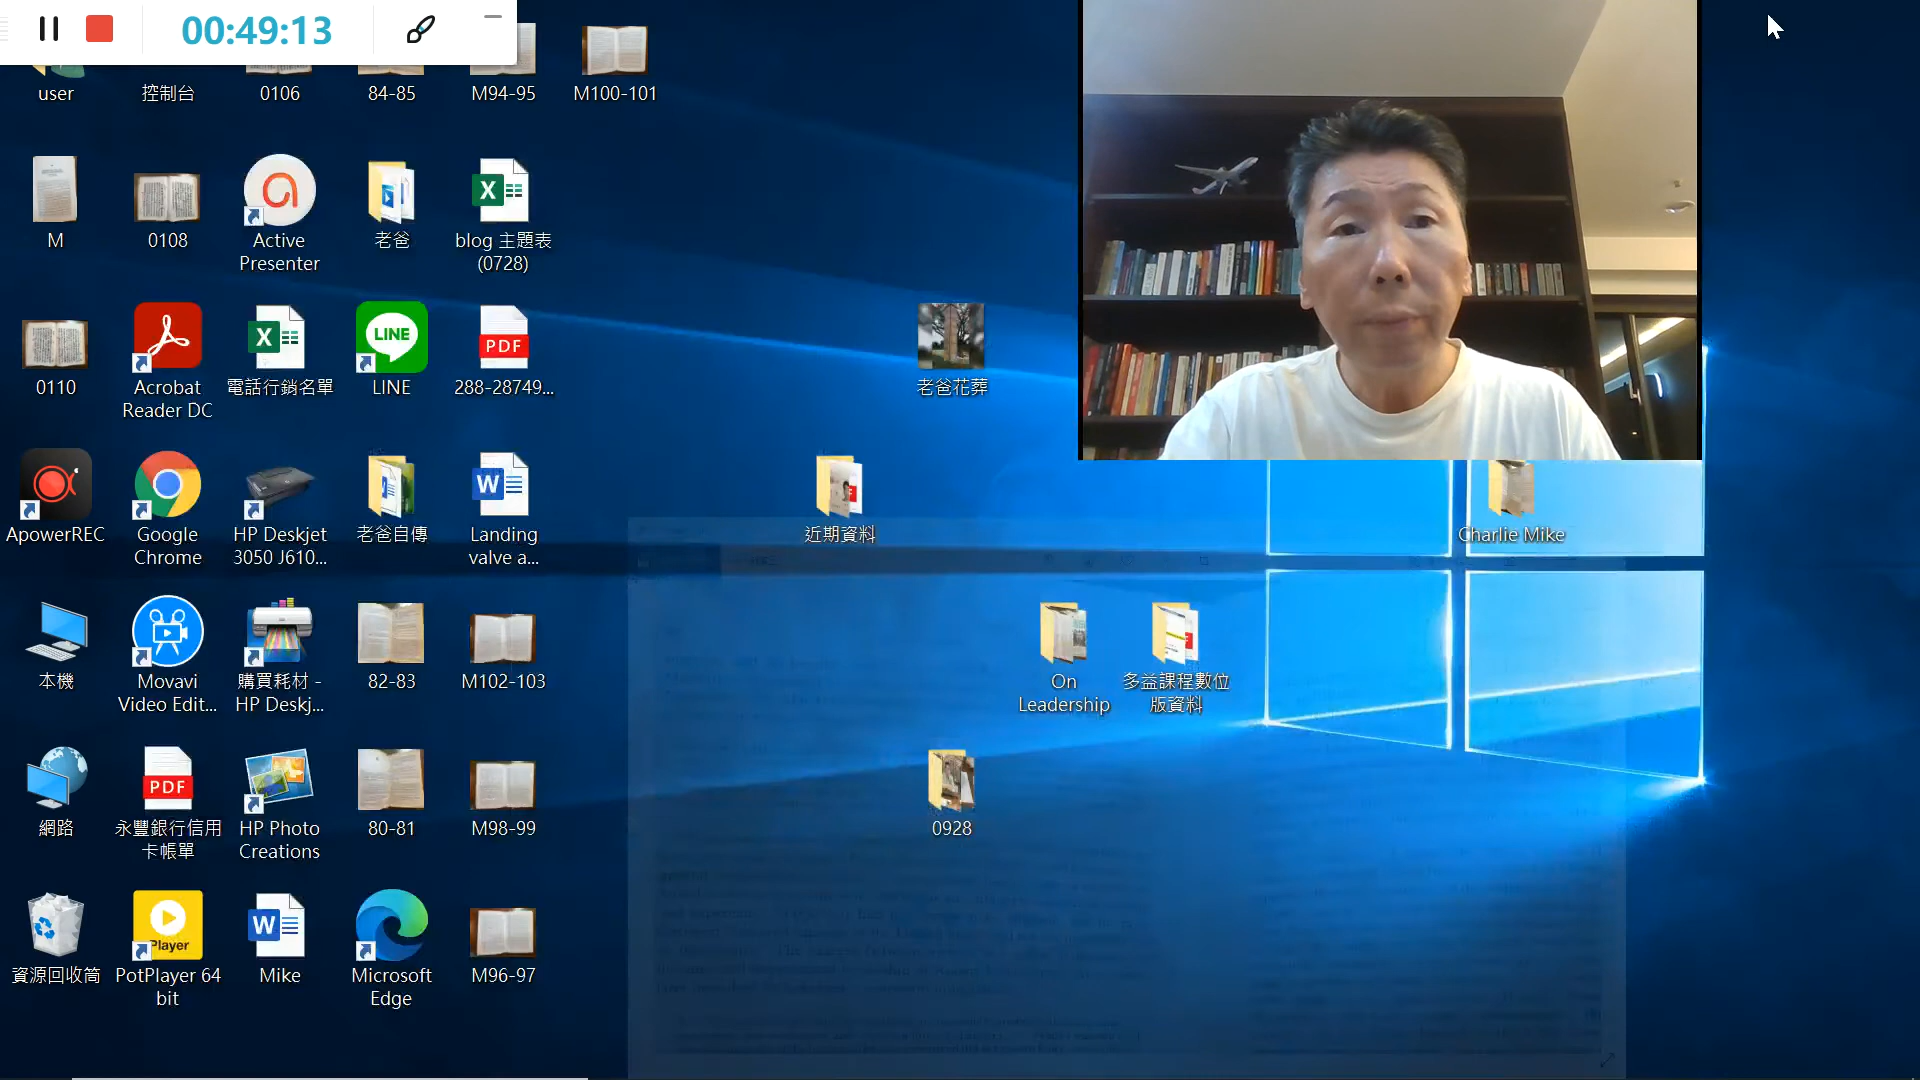 00:49:13
user
控制台
0106
84-85
M94-95
M100-101
M
0108
Active
Presenter
老爸
blog 主題表
(0728)
0110
Acrobat
Reader DC
電話行銷名單
LINE
LINE
PDF
288-28749...
老爸花葬
ApowerREC
Google
Chrome
HP Deskjet
3050 J610...
老爸自傳
Landing
valve a...
近期資料
Charlie Mike
本機
Movavi
Video Edit...
購買耗材 -
HP Deskj...
82-83
M102-103
On
Leadership
多益課程數位
版資料
網路
PDF
永豐銀行信用
卡帳單
HP Photo
Creations
80-81
M98-99
0928
資源回收筒
Player
PotPlayer 64
bit
Mike
Microsoft
Edge
M96-97